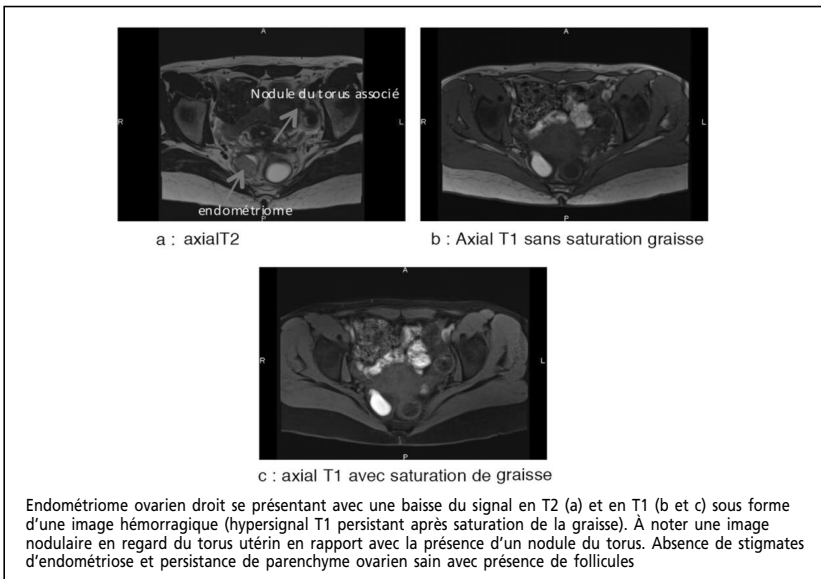 A
A
Nodule du torus associé
R
L
R
L
endométriome
P
P
a : axialT2
b : Axial T1 sans saturation graisse
A
R
L
P
c : axial T1 avec saturation de graisse
Endométriome ovarien droit se présentant avec une baisse du signal en T2 (a) et en T1 (b et c) sous forme
d'une image hémorragique (hypersignal T1 persistant après saturation de la graisse). À noter une image
nodulaire en regard du torus utérin en rapport avec la présence d'un nodule du torus. Absence de stigmates
d'endométriose et persistance de parenchyme ovarien sain avec présence de follicules